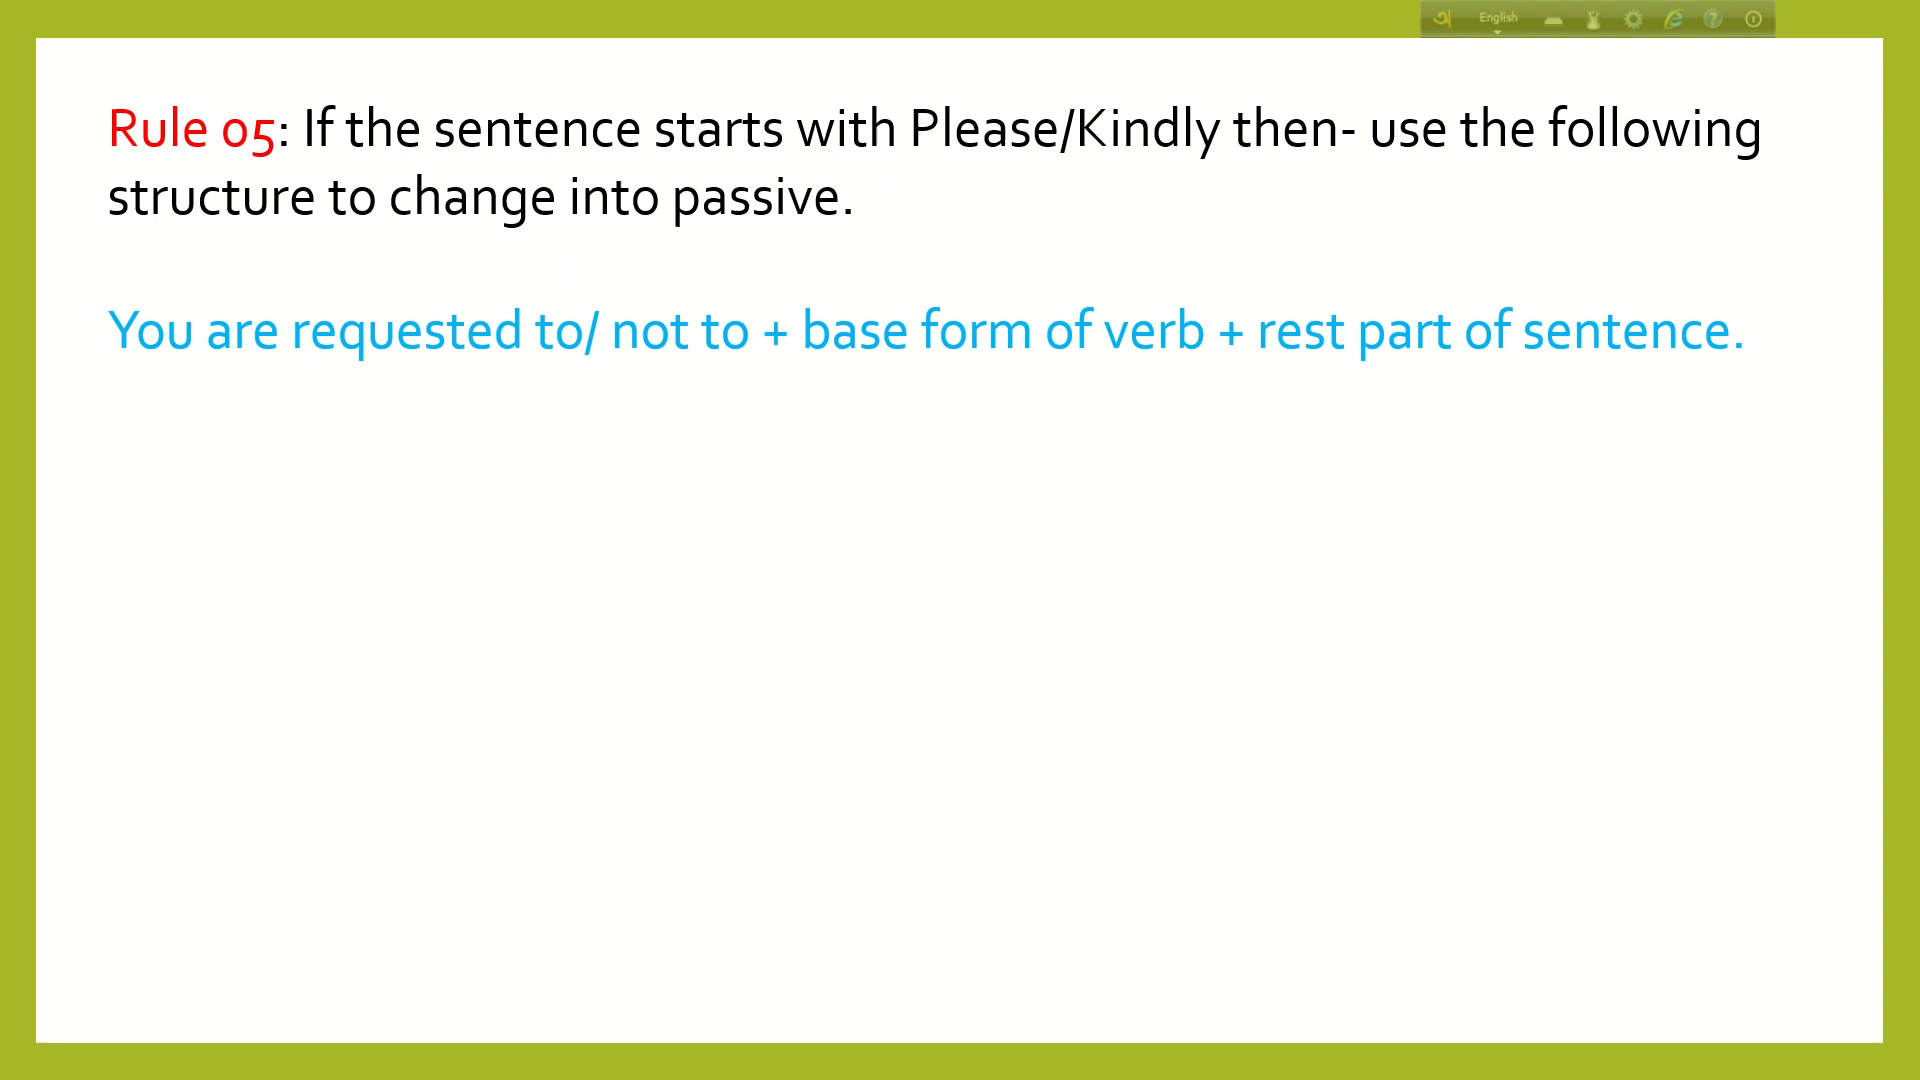 অ English ?
Rule 05: If the sentence starts with Please/Kindly then- use the following
structure to change into passive.
You are requested to/ not to + base form of verb + rest part of sentence.